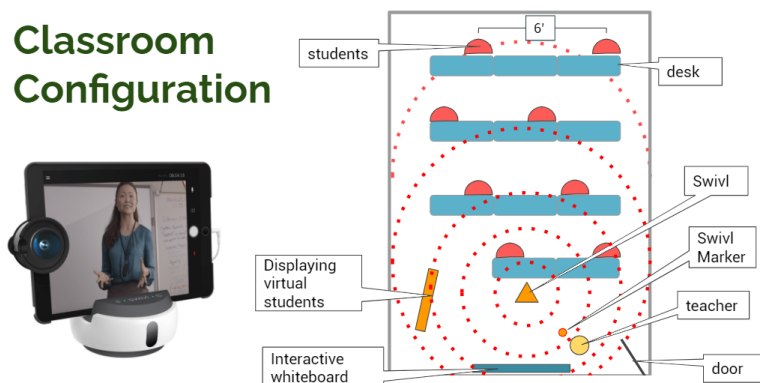 Classroom
Configuration
6'
students
desk
Swivl
Swivl
Marker
Displaying
virtual
students
teacher
Interactive
whiteboard
door